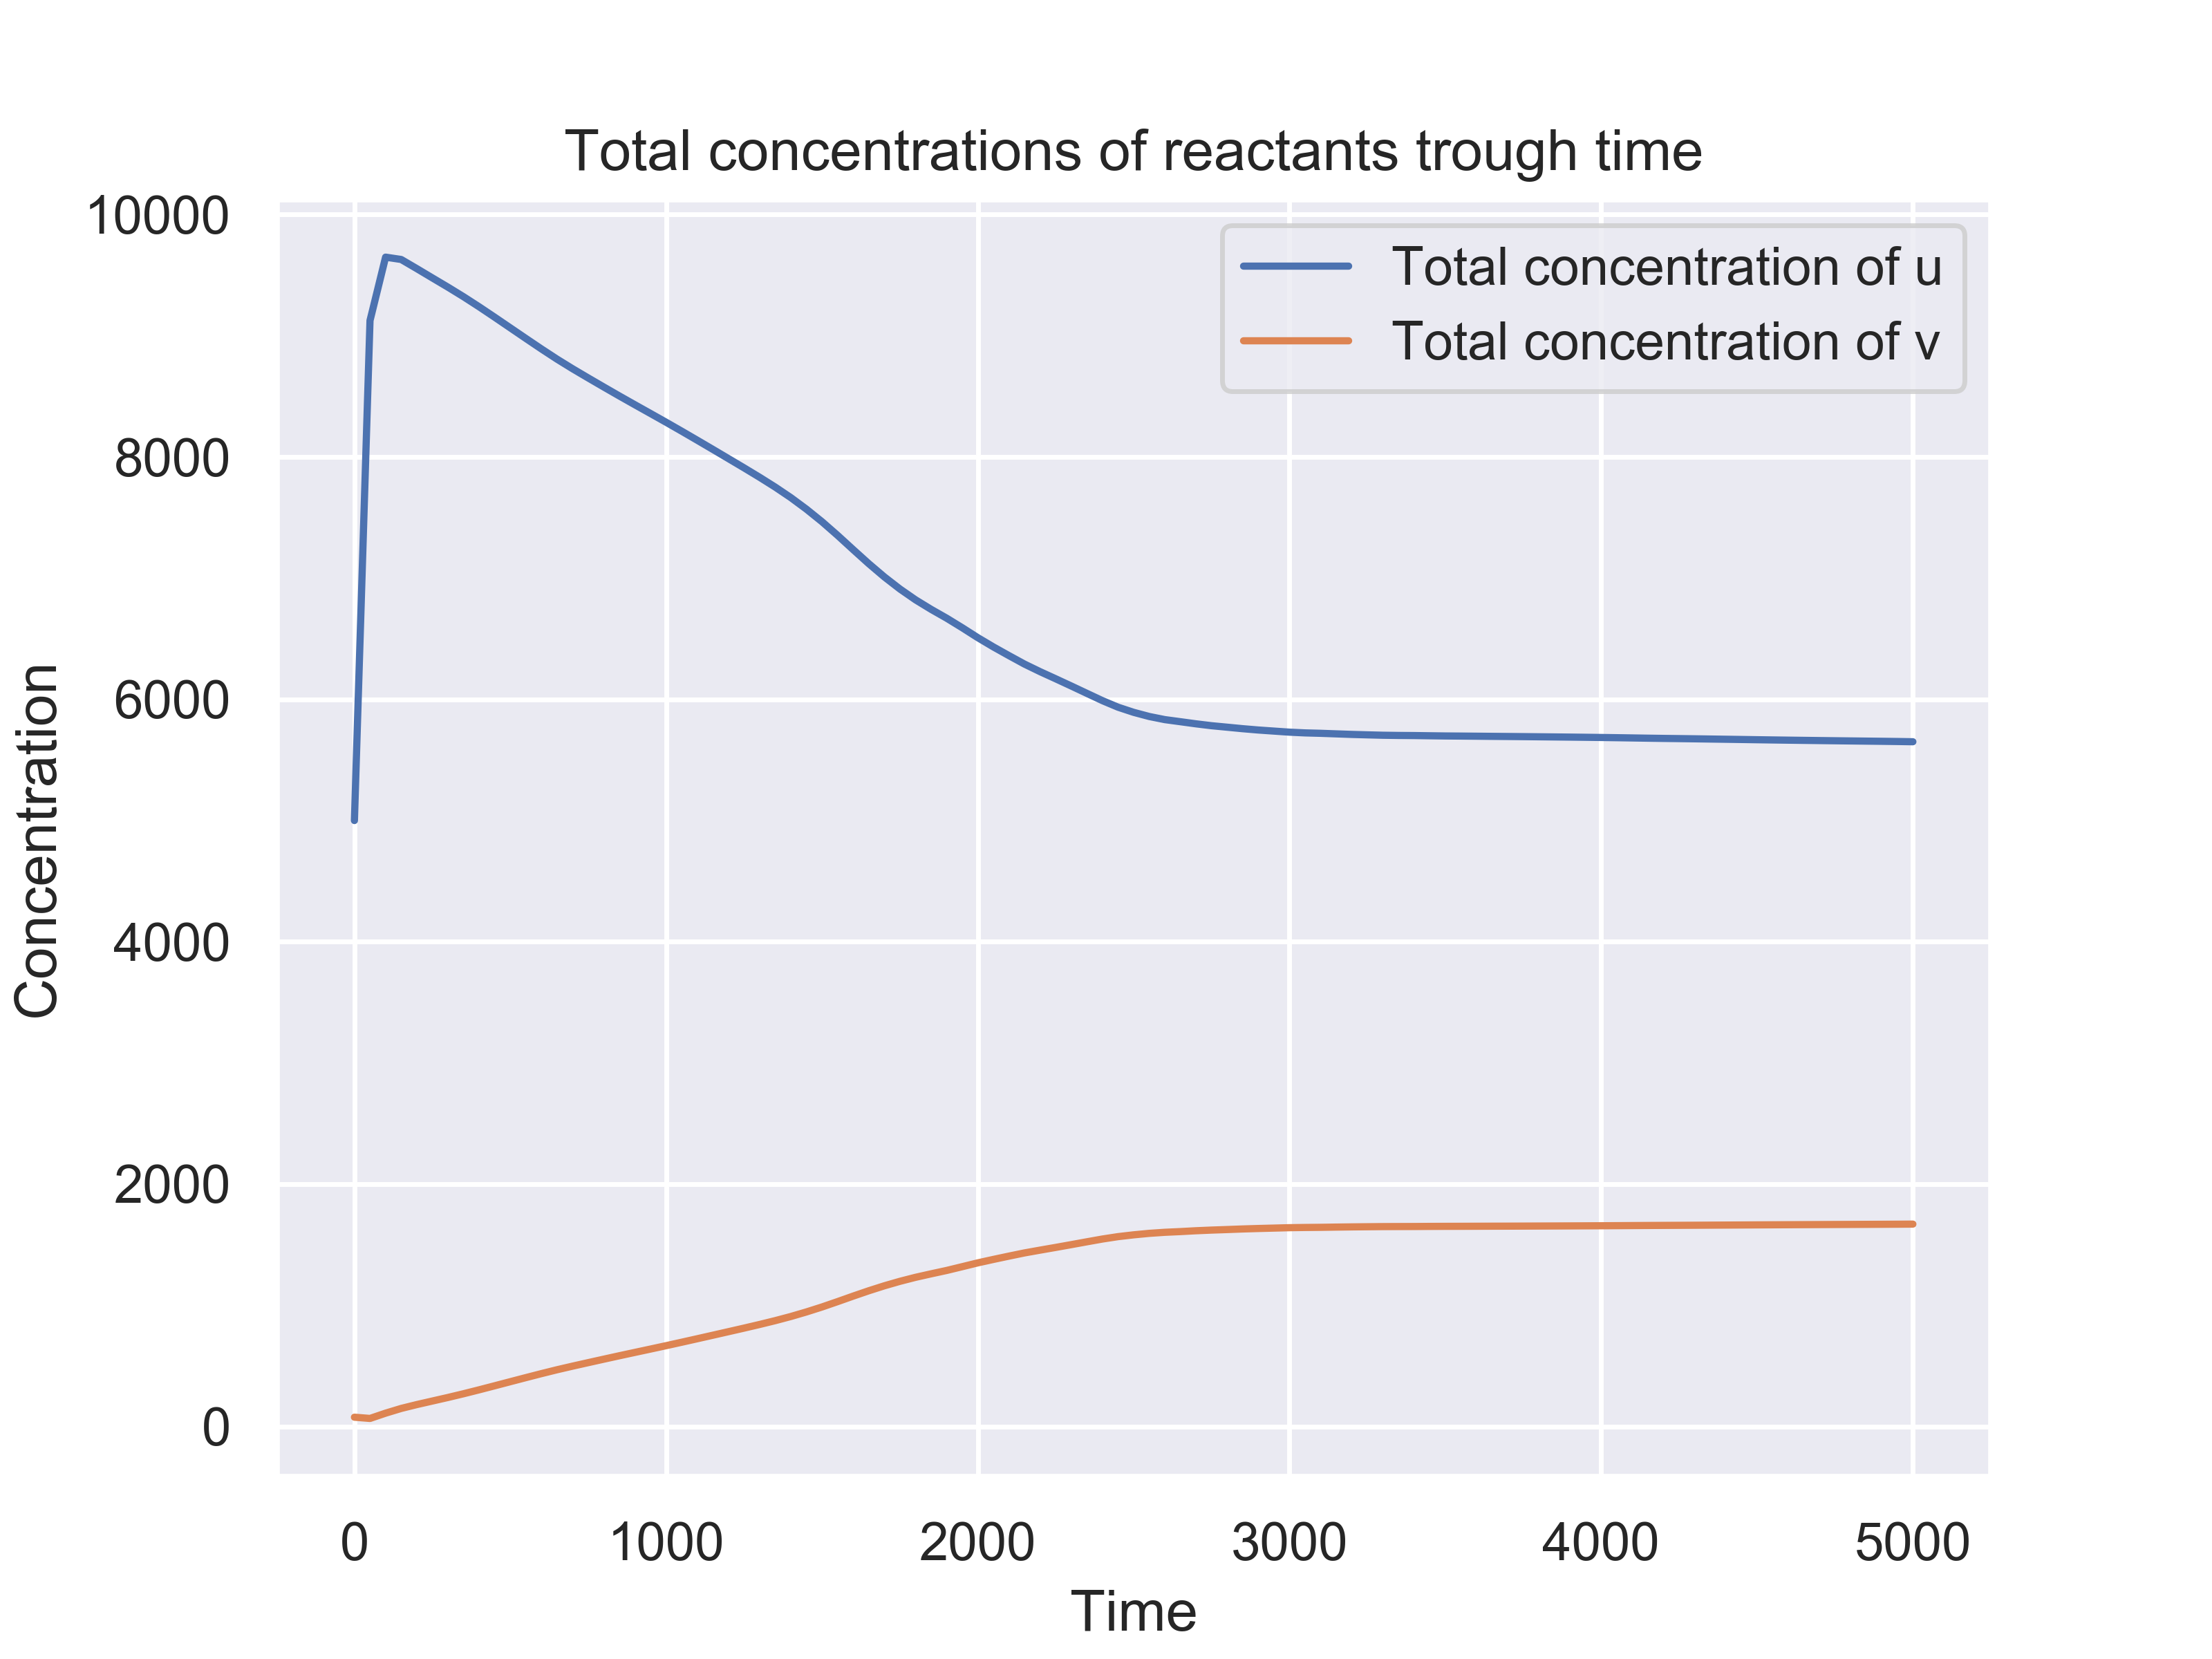 Total concentrations of reactants trough time
10000
8000
6000
4000
2000
0
Concentration
Total concentration of u
Total concentration of v
0 1000 2000 3000 4000 5000
Time